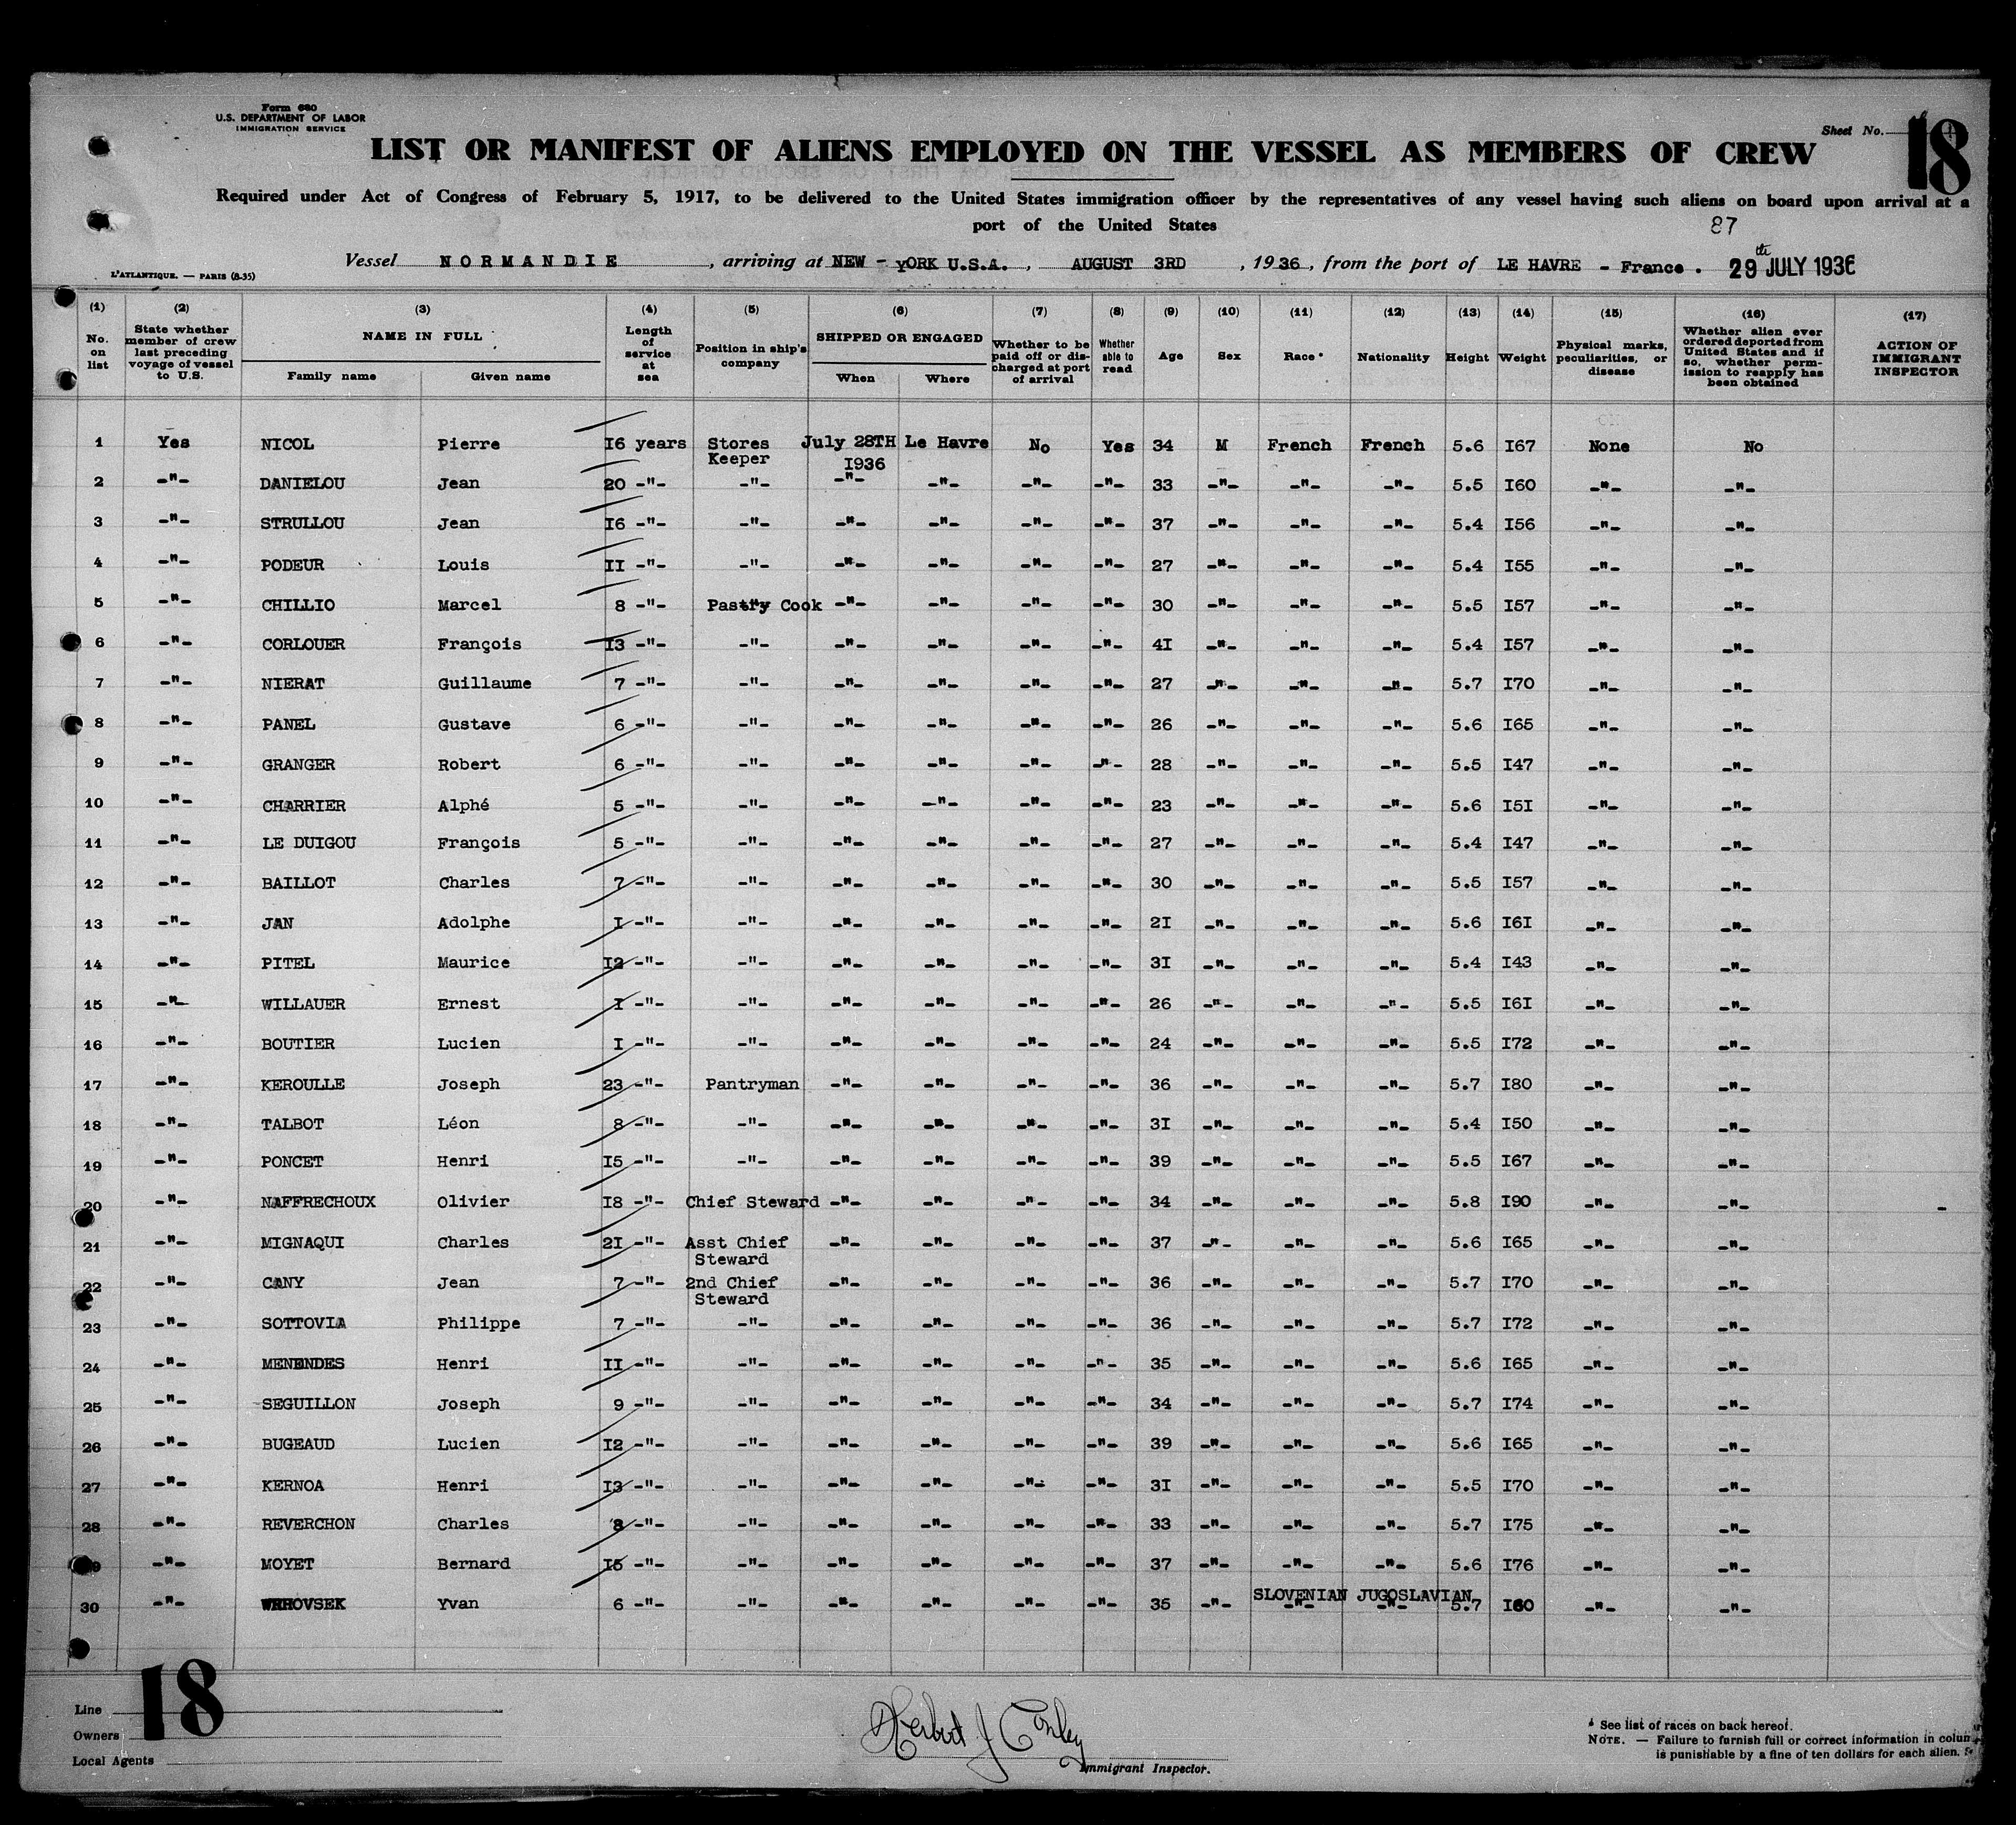 Form 680
U.S. DEPARTMENT OF LABOR
IMMIGRATION SERVICE
Sheet No. 18
LIST OR MANIFEST OF ALIENS EMPLOYED ON THE VESSEL AS MEMBERS OF CREW
Required under Act of Congress of February 5, 1917, to be delivered to the United States immigration officer by the representatives of any vessel having such aliens on board upon arrival at a
port of the United States
87
L'ATLANTIQUE. — PARIS (8-35)
Vessel NORMANDIE, arriving at NEW - yORK U.S.A., AUGUST 3RD, 1936, from the port of LE HAVRE - France. 29th JULY 1936
(1) (2) (3) (4) (5) (6) (7) (8) (9) (10) (11) (12) (13) (14) (15) (16) (17)
No. on list
State whether member of crew last preceding voyage of vessel to U.S.
NAME IN FULL
Family name Given name
Length of service at sea
Position in ship's company
SHIPPED OR ENGAGED
When Where
Whether to be paid off or discharged at port of arrival
Whether able to read
Age
Sex
Race *
Nationality
Height
Weight
Physical marks, peculiarities, or disease
Whether alien ever ordered deported from United States and if so, whether permission to reapply has been obtained
ACTION OF IMMIGRANT INSPECTOR
1 Yes NICOL Pierre I6 years Stores Keeper July 28TH I936 Le Havre No Yes 34 M French French 5.6 I67 None No
2 -"- DANIELOU Jean 20 -"- -"- -"- -"- -"- -"- 33 -"- -"- -"- 5.5 I60 -"- -"-
3 -"- STRULLOU Jean I6 -"- -"- -"- -"- -"- -"- 37 -"- -"- -"- 5.4 I56 -"- -"-
4 -"- PODEUR Louis II -"- -"- -"- -"- -"- -"- 27 -"- -"- -"- 5.4 I55 -"- -"-
5 -"- CHILLIO Marcel 8 -"- Pastry Cook -"- -"- -"- -"- 30 -"- -"- -"- 5.5 I57 -"- -"-
6 -"- CORLOUER François I3 -"- -"- -"- -"- -"- -"- 4I -"- -"- -"- 5.4 I57 -"- -"-
7 -"- NIERAT Guillaume 7 -"- -"- -"- -"- -"- -"- 27 -"- -"- -"- 5.7 I70 -"- -"-
8 -"- PANEL Gustave 6 -"- -"- -"- -"- -"- -"- 26 -"- -"- -"- 5.6 I65 -"- -"-
9 -"- GRANGER Robert 6 -"- -"- -"- -"- -"- -"- 28 -"- -"- -"- 5.5 I47 -"- -"-
10 -"- CHARRIER Alphé 5 -"- -"- -"- -"- -"- -"- 23 -"- -"- -"- 5.6 I5I -"- -"-
11 -"- LE DUIGOU François 5 -"- -"- -"- -"- -"- -"- 27 -"- -"- -"- 5.4 I47 -"- -"-
12 -"- BAILLOT Charles 7 -"- -"- -"- -"- -"- -"- 30 -"- -"- -"- 5.5 I57 -"- -"-
13 -"- JAN Adolphe I -"- -"- -"- -"- -"- -"- 2I -"- -"- -"- 5.6 I6I -"- -"-
14 -"- PITEL Maurice I2 -"- -"- -"- -"- -"- -"- 3I -"- -"- -"- 5.4 I43 -"- -"-
15 -"- WILLAUER Ernest I -"- -"- -"- -"- -"- -"- 26 -"- -"- -"- 5.5 I6I -"- -"-
16 -"- BOUTIER Lucien I -"- -"- -"- -"- -"- -"- 24 -"- -"- -"- 5.5 I72 -"- -"-
17 -"- KEROULLE Joseph 23 -"- Pantryman -"- -"- -"- -"- 36 -"- -"- -"- 5.7 I80 -"- -"-
18 -"- TALBOT Léon 8 -"- -"- -"- -"- -"- -"- 3I -"- -"- -"- 5.4 I50 -"- -"-
19 -"- PONCET Henri I5 -"- -"- -"- -"- -"- -"- 39 -"- -"- -"- 5.5 I67 -"- -"-
20 -"- NAFFRECHOUX Olivier I8 -"- Chief Steward -"- -"- -"- -"- 34 -"- -"- -"- 5.8 I90 -"- -"-
21 -"- MIGNAQUI Charles 2I -"- Asst Chief Steward -"- -"- -"- -"- 37 -"- -"- -"- 5.6 I65 -"- -"-
22 -"- CANY Jean 7 -"- 2nd Chief Steward -"- -"- -"- -"- 36 -"- -"- -"- 5.7 I70 -"- -"-
23 -"- SOTTOVIA Philippe 7 -"- -"- -"- -"- -"- -"- 36 -"- -"- -"- 5.7 I72 -"- -"-
24 -"- MENENDES Henri II -"- -"- -"- -"- -"- -"- 35 -"- -"- -"- 5.6 I65 -"- -"-
25 -"- SEGUILLON Joseph 9 -"- -"- -"- -"- -"- -"- 34 -"- -"- -"- 5.7 I74 -"- -"-
26 -"- BUGEAUD Lucien I2 -"- -"- -"- -"- -"- -"- 39 -"- -"- -"- 5.6 I65 -"- -"-
27 -"- KERNOA Henri I3 -"- -"- -"- -"- -"- -"- 3I -"- -"- -"- 5.5 I70 -"- -"-
28 -"- REVERCHON Charles 8 -"- -"- -"- -"- -"- -"- 33 -"- -"- -"- 5.7 I75 -"- -"-
29 -"- MOYET Bernard I5 -"- -"- -"- -"- -"- -"- 37 -"- -"- -"- 5.6 I76 -"- -"-
30 -"- Yvan 6 -"- -"- -"- -"- -"- -"- 35 -"- SLOVENIAN JUGOSLAVIAN 5.7 I60 -"- -"-
18
Line
Owners
Local Agents
Herbert J Conley
Immigrant Inspector.
* See list of races on back hereof.
NOTE. — Failure to furnish full or correct information in
is punishable by a fine of ten dollars for each alien.